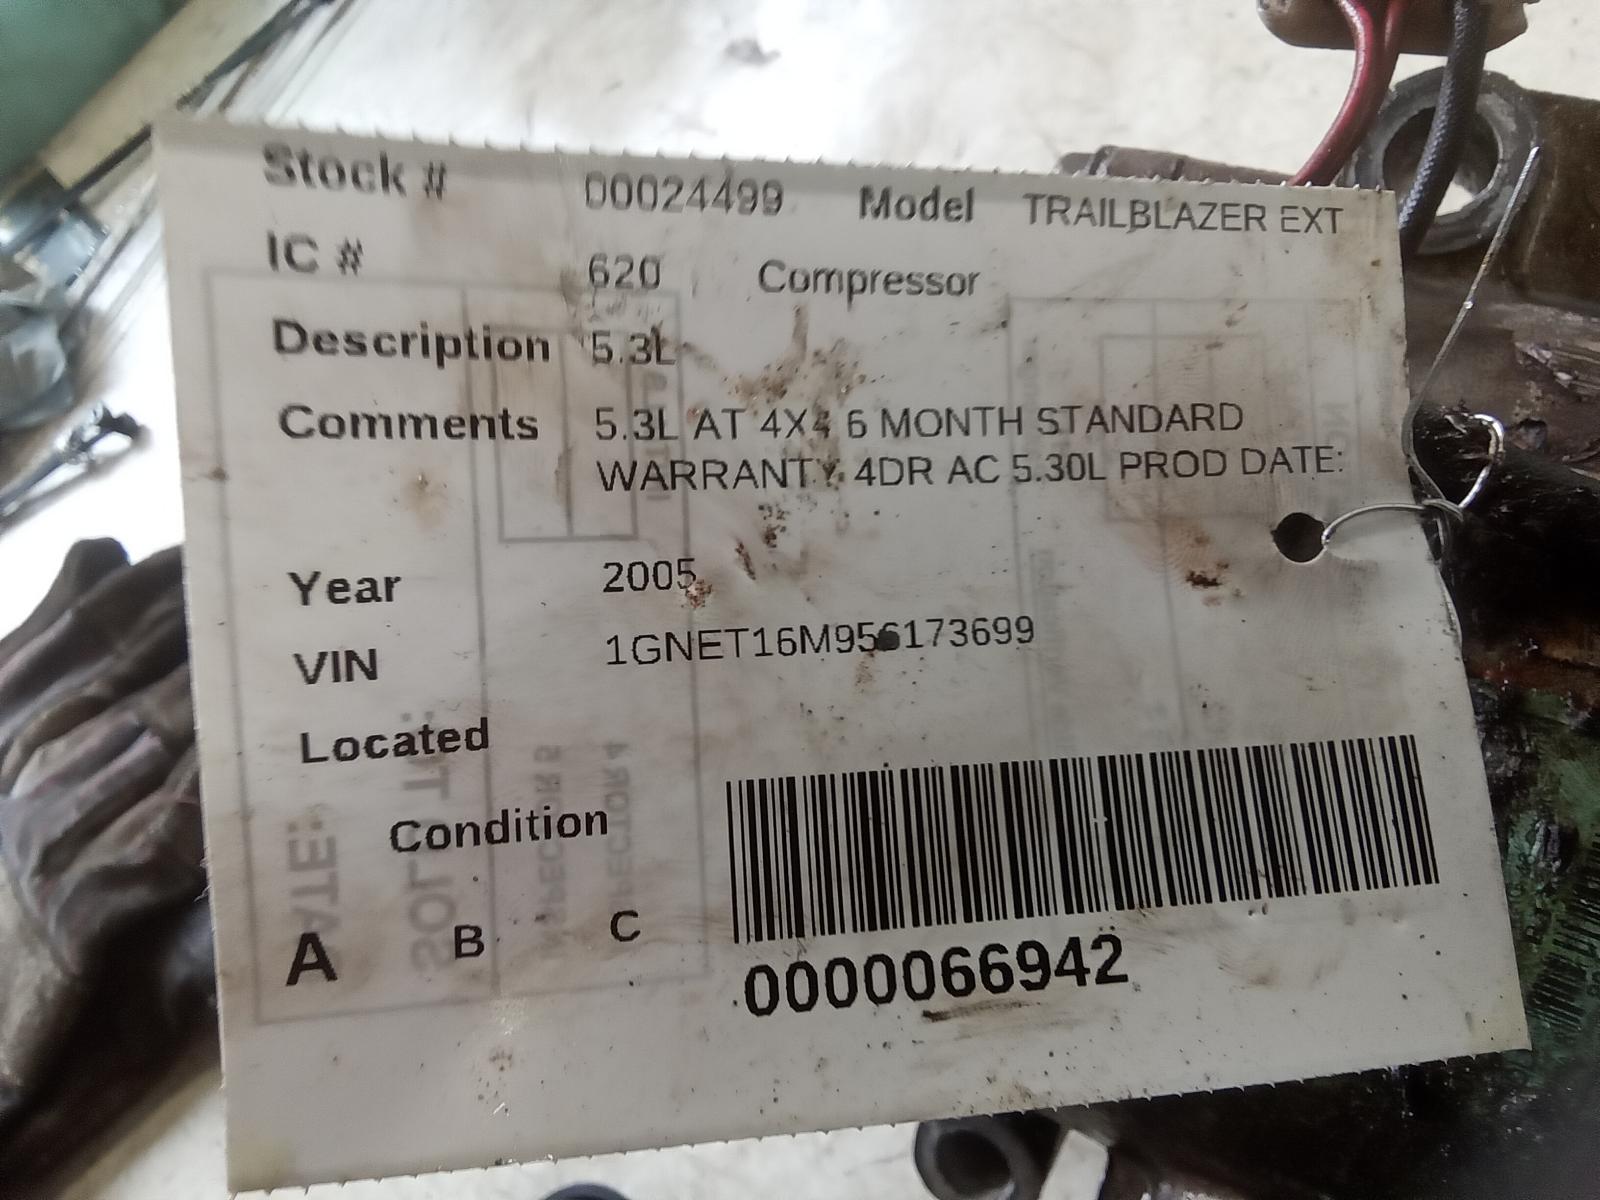 Stock # 00024499 Model TRAILBLAZER EXT
IC # 620 Compressor
Description 5.3L
Comments 5.3L AT 4X4 6 MONTH STANDARD
WARRANTY 4DR AC 5.30L PROD DATE:
Year 2005
VIN 1GNET16M956173699
Located
Condition
A B C
0000066942